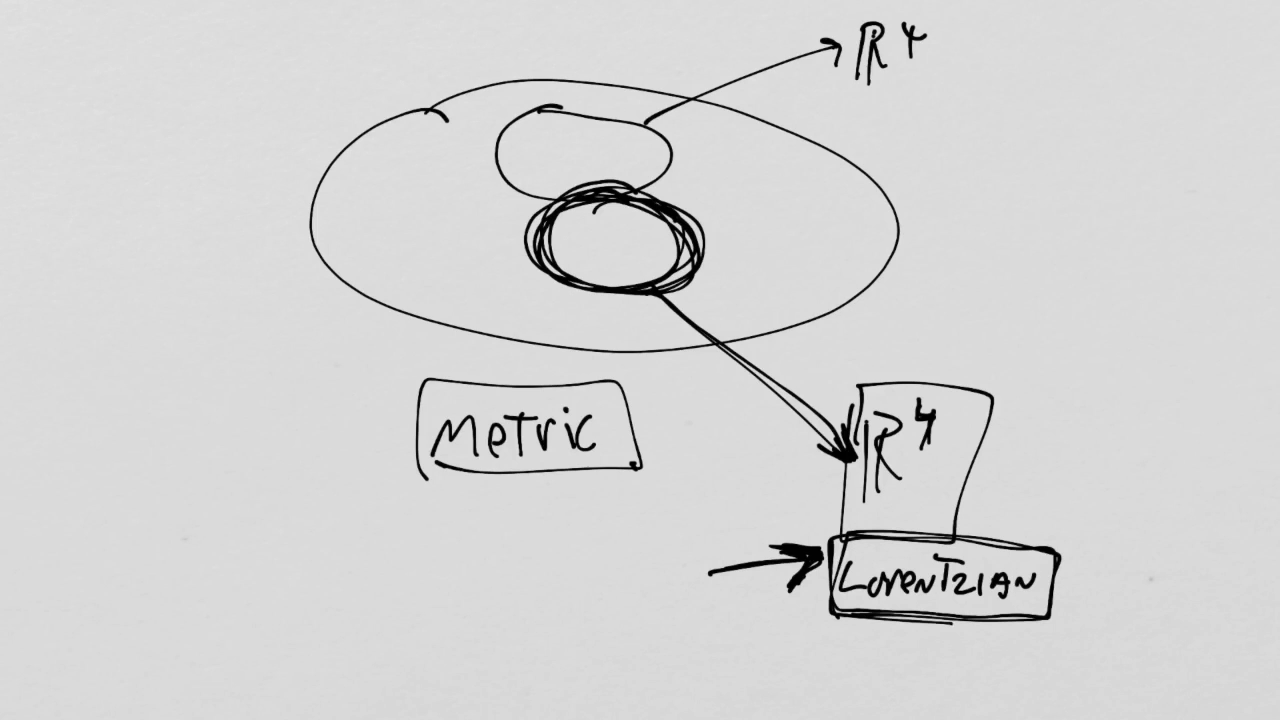 ℝ⁴
Metric
ℝ⁴
LorenTzIAN